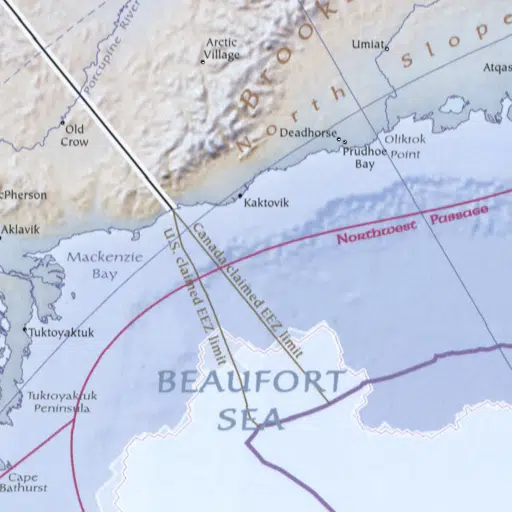 Porcupine River
Arctic
Village
Brook
Umiat
North Slope
Atqas
Old
Crow
Deadhorse
Prudhoe
Bay
Oliktok
Point
cPherson
Kaktovik
Aklavik
Northwest Passage
Mackenzie
Bay
U.S. claimed EEZ limit
Canada claimed EEZ limit
Tuktoyaktuk
BEAUFORT
SEA
Tuktoyaktuk
Peninsula
Cape
Bathurst